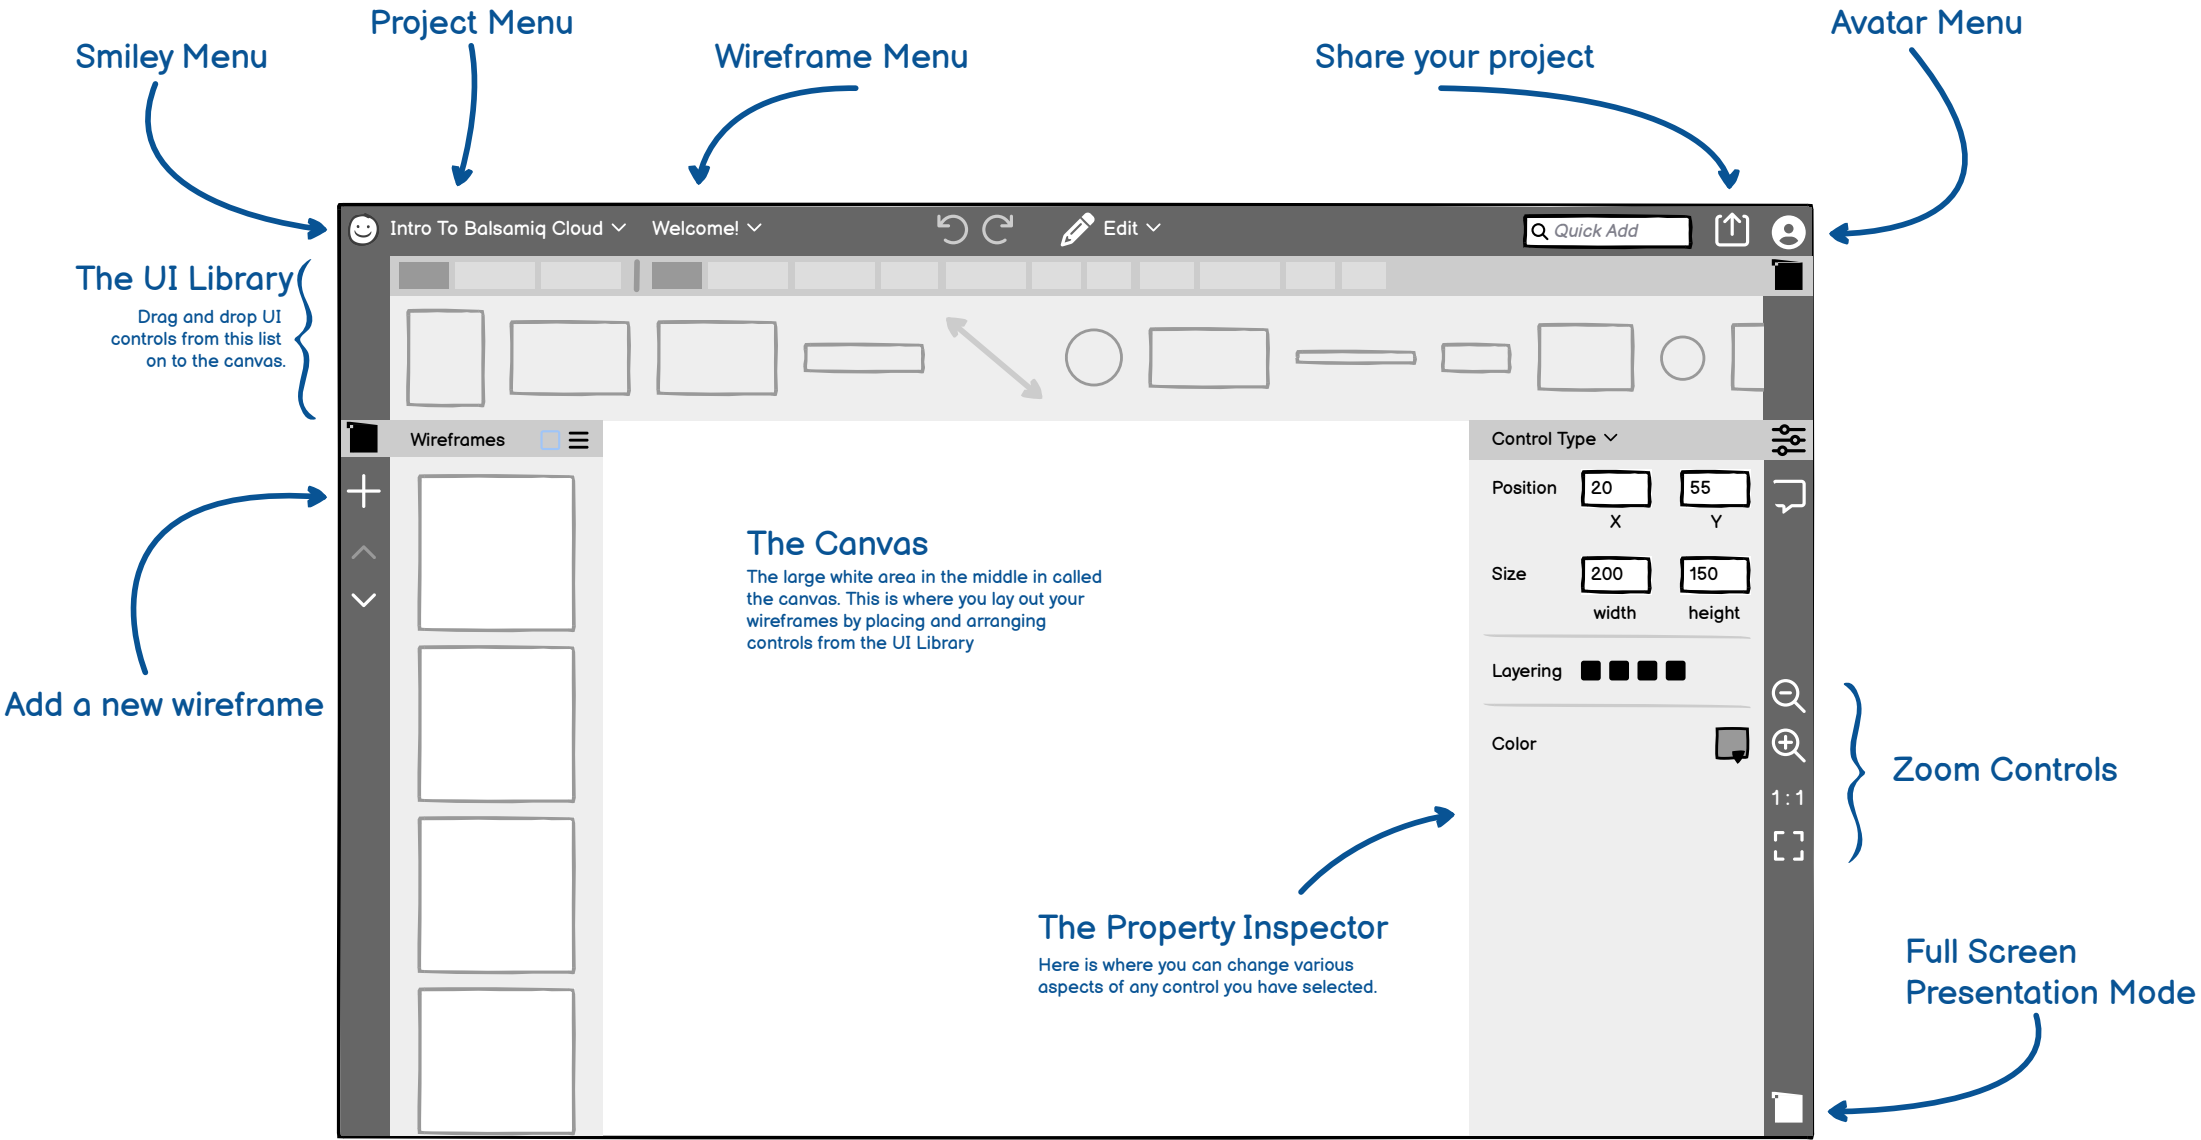 Project Menu
Avatar Menu
Smiley Menu
Wireframe Menu
Share your project
Intro To Balsamiq Cloud
Welcome!
Edit
Quick Add
The UI Library
Drag and drop UI
controls from this list
on to the canvas.
Wireframes
Control Type
Position
20
55
X
Y
The Canvas
The large white area in the middle in called
the canvas. This is where you lay out your
wireframes by placing and arranging
controls from the UI Library
Size
200
150
width
height
Layering
Add a new wireframe
Color
Zoom Controls
1:1
The Property Inspector
Here is where you can change various
aspects of any control you have selected.
Full Screen
Presentation Mode